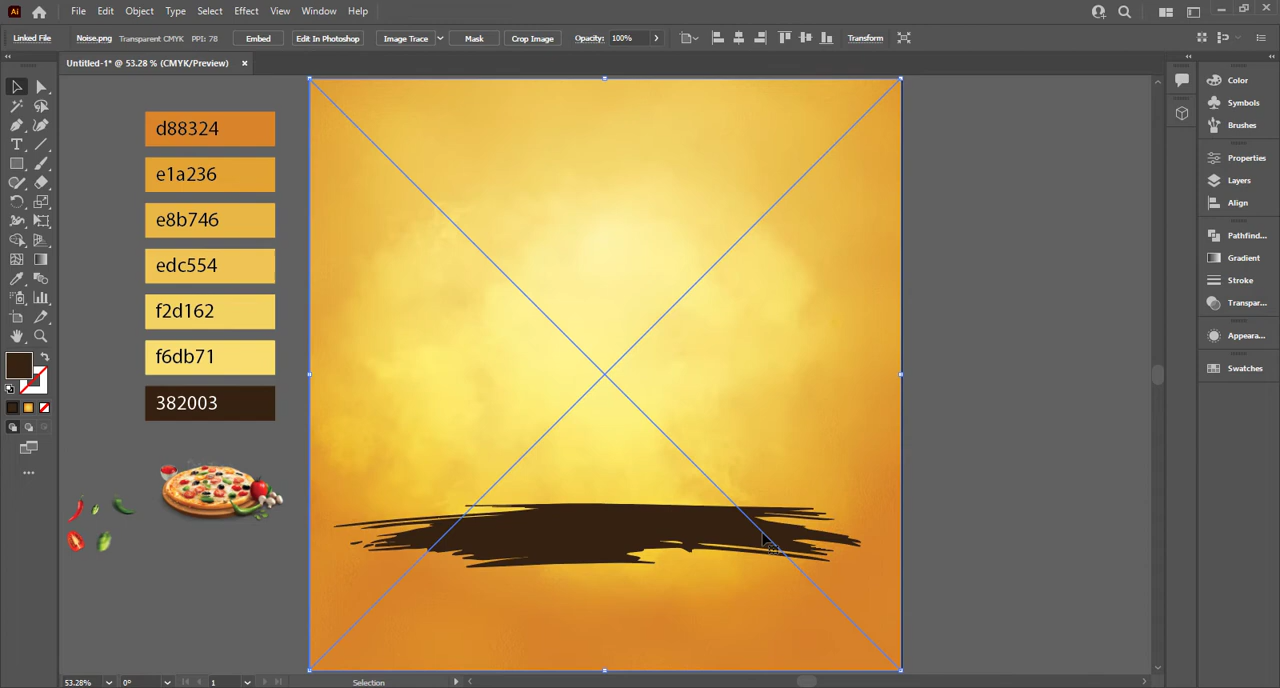 Ai File Edit Object Type Select Effect View Window Help
Linked File Noise.png Transparent CMYK PPI: 78 Embed Edit In Photoshop Image Trace Mask Crop Image Opacity: 100% Transform
Untitled-1* @ 53.28 % (CMYK/Preview)
d88324
e1a236
e8b746
edc554
f2d162
f6db71
382003
Color
Symbols
Brushes
Properties
Layers
Align
Pathfind...
Gradient
Stroke
Transpar...
Appeara...
Swatches
53.28% 0° 1 Selection